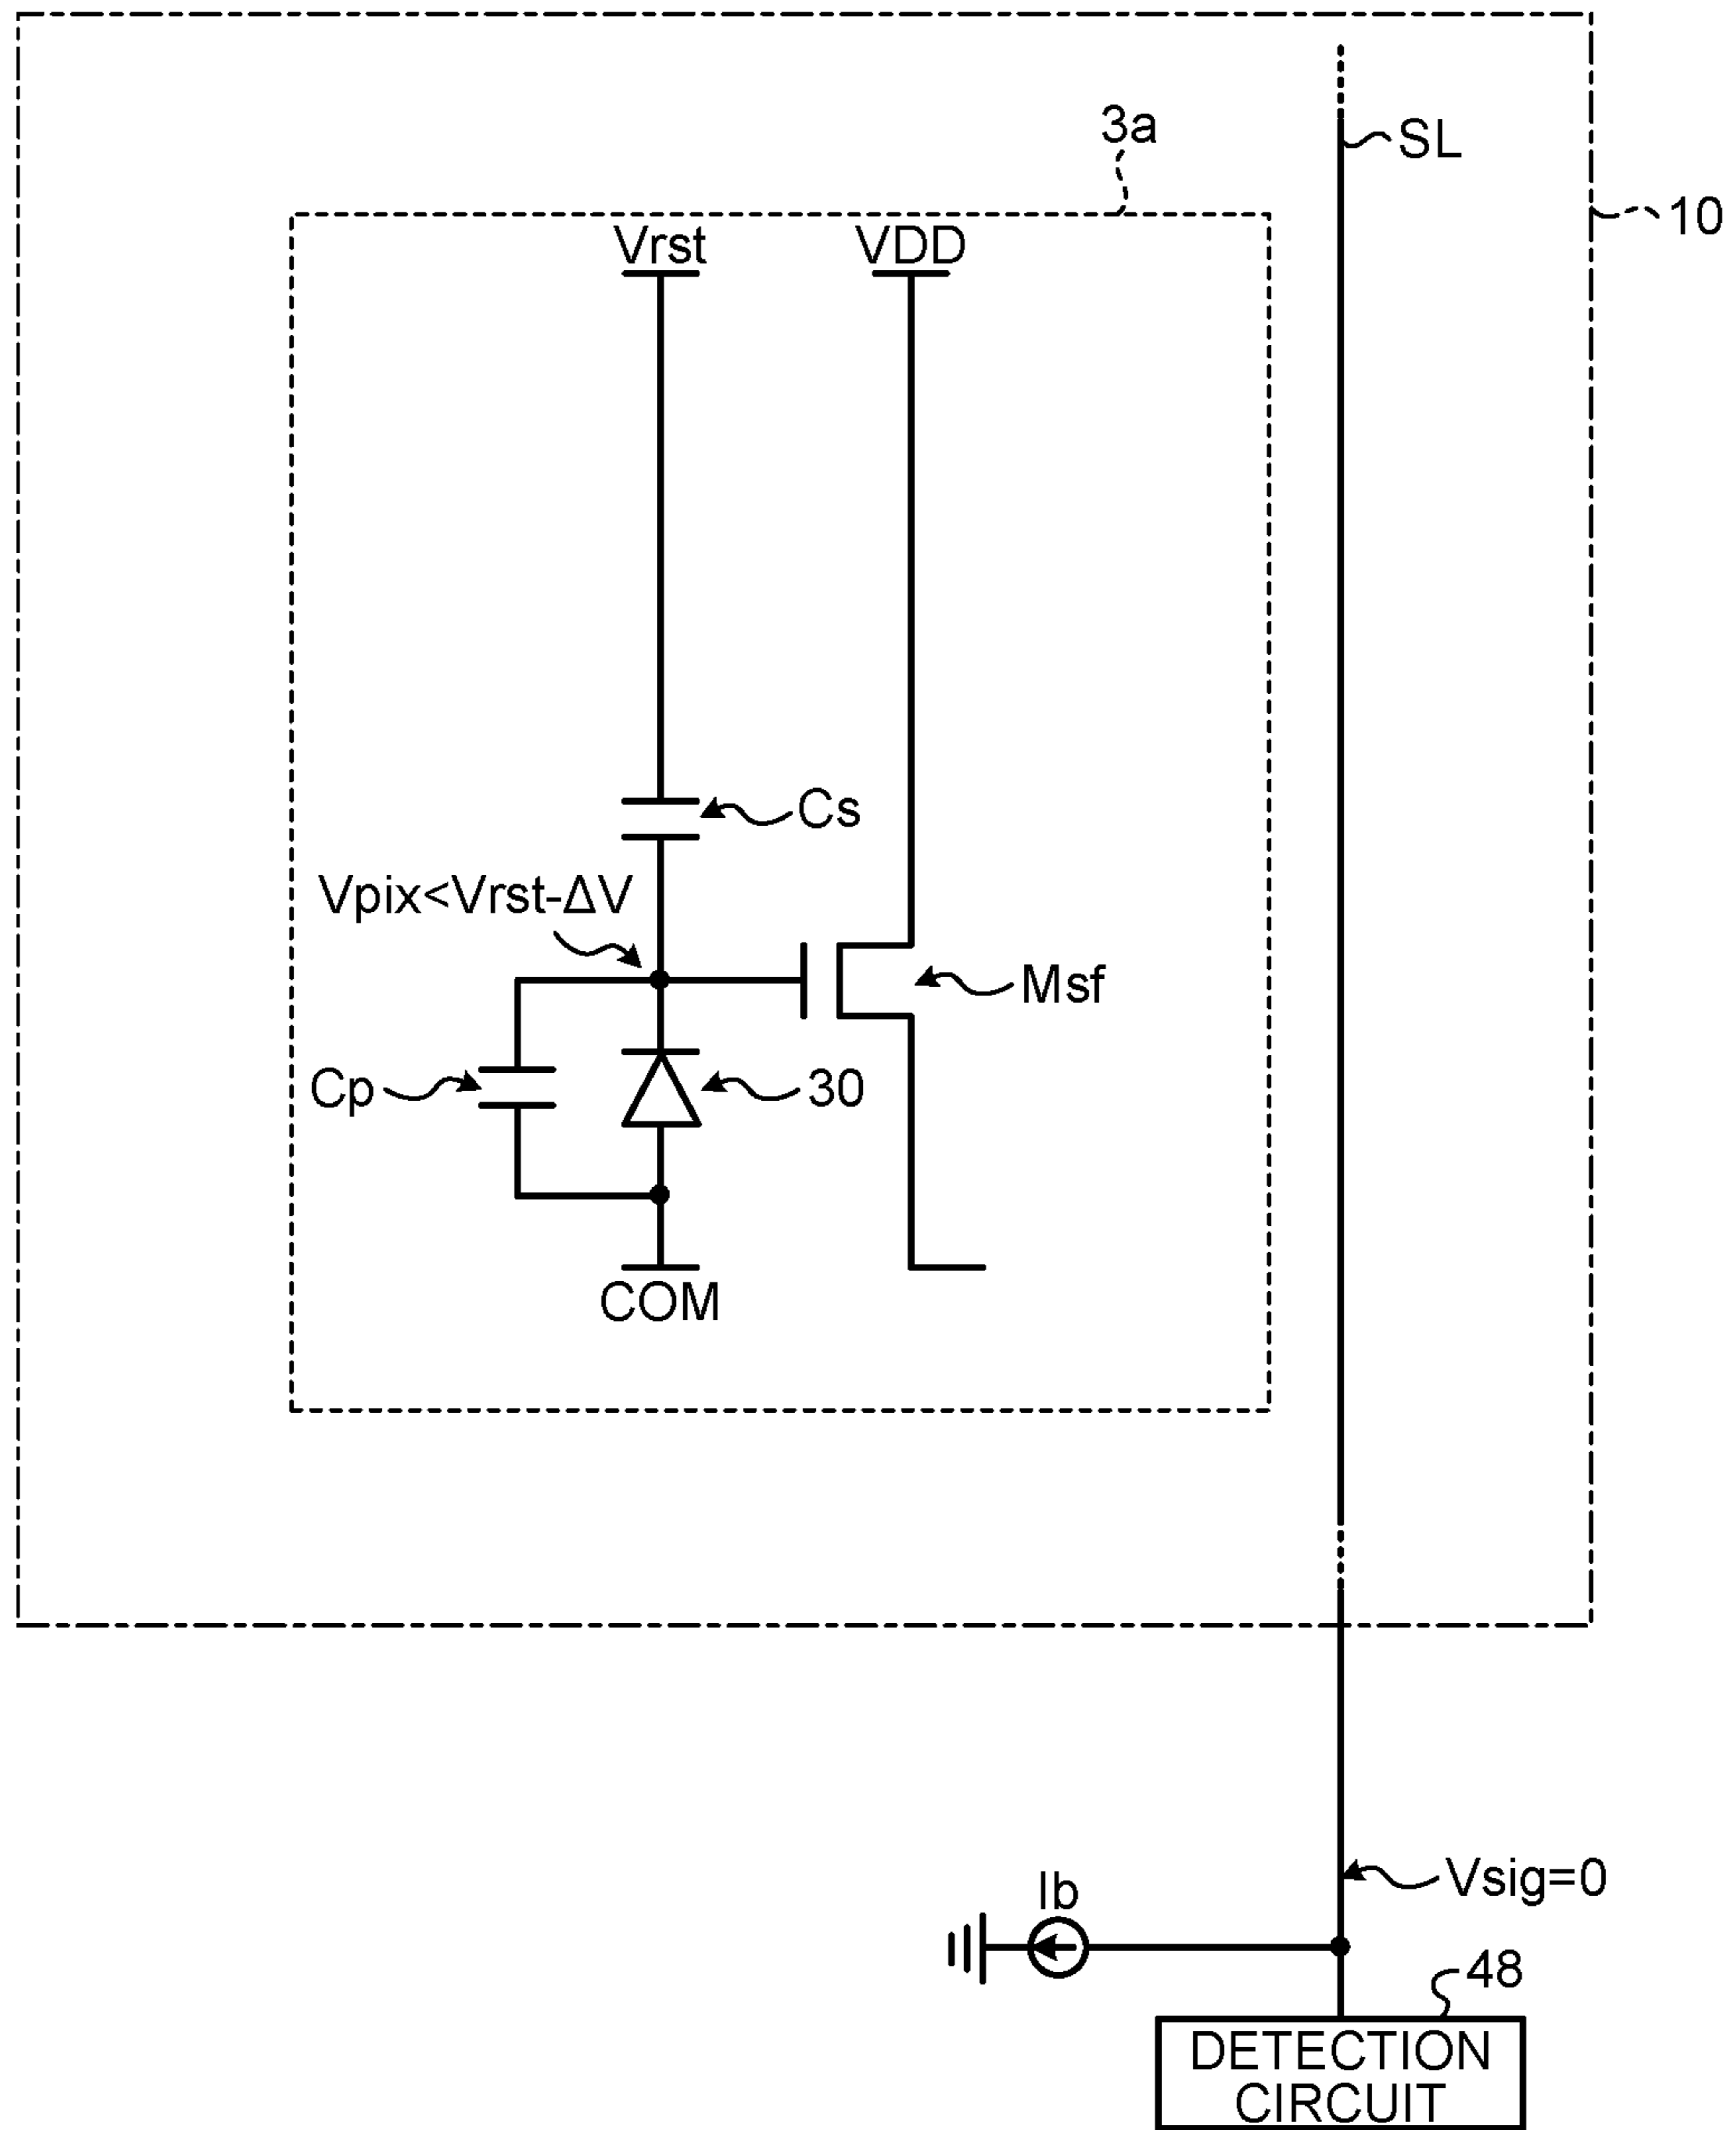 3a
SL
10
Vrst
VDD
Cs
Vpix<Vrst-ΔV
Msf
Cp
30
COM
Vsig=0
Ib
48
DETECTION
CIRCUIT